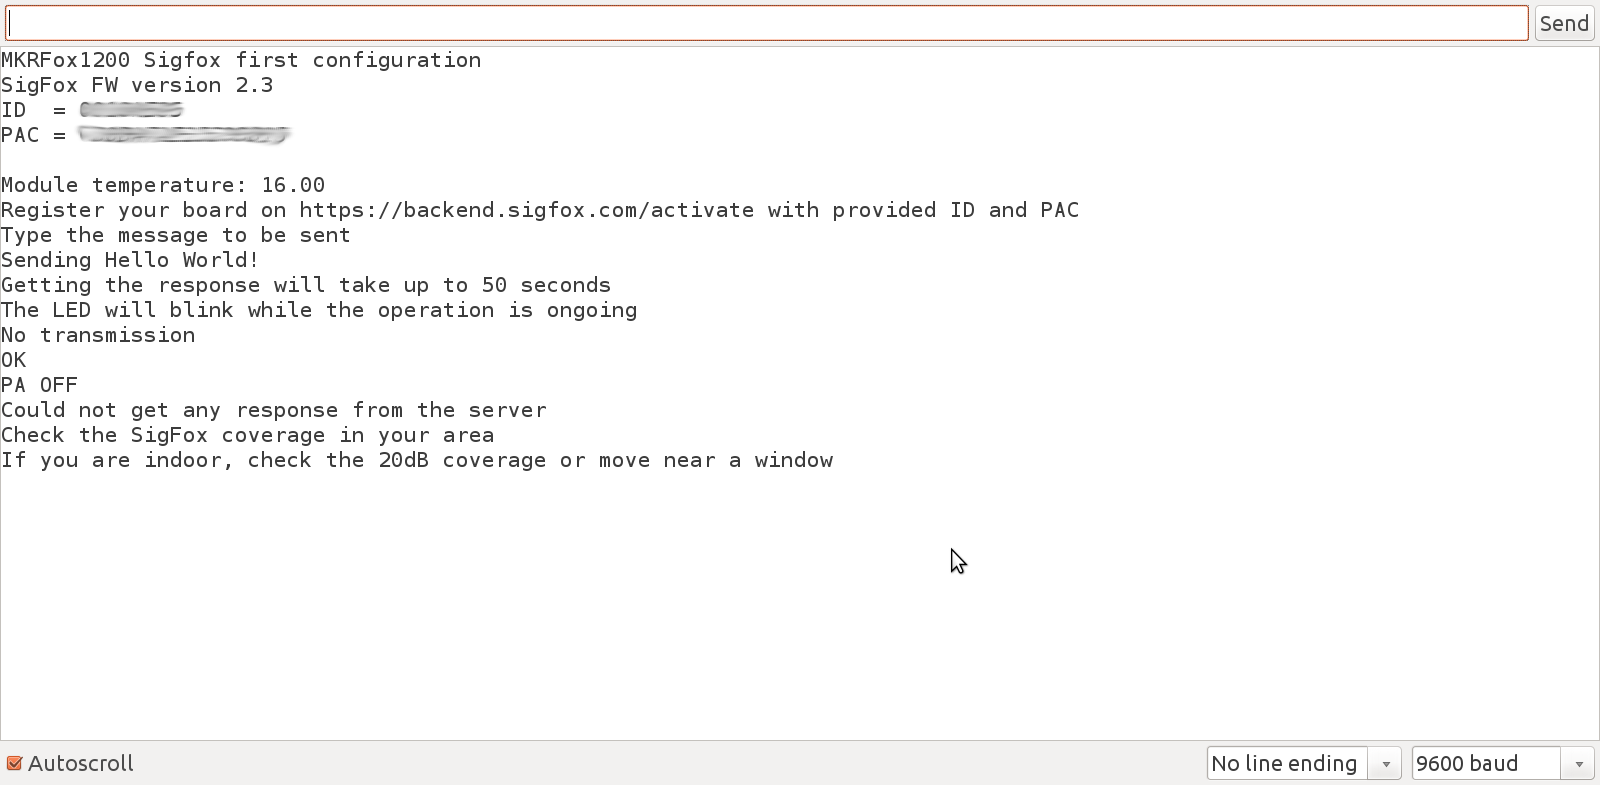 Send
MKRFox1200 Sigfox first configuration
SigFox FW version 2.3
ID  =
PAC =
Module temperature: 16.00
Register your board on https://backend.sigfox.com/activate with provided ID and PAC
Type the message to be sent
Sending Hello World!
Getting the response will take up to 50 seconds
The LED will blink while the operation is ongoing
No transmission
OK
PA OFF
Could not get any response from the server
Check the SigFox coverage in your area
If you are indoor, check the 20dB coverage or move near a window
Autoscroll No line ending 9600 baud